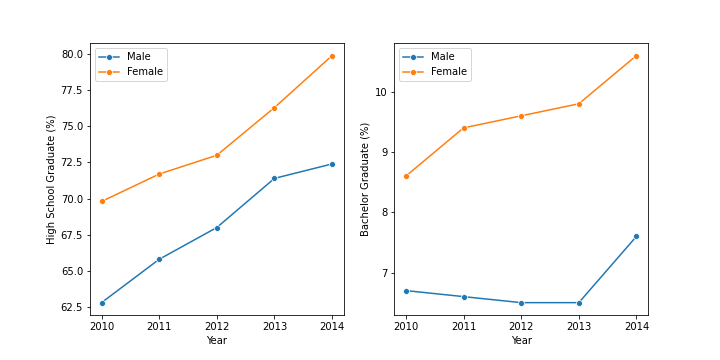 80.0
77.5
75.0
72.5
70.0
67.5
65.0
62.5
High School Graduate (%)
Male
Female
2010 2011 2012 2013 2014
Year
10
9
8
7
Bachelor Graduate (%)
Male
Female
2010 2011 2012 2013 2014
Year